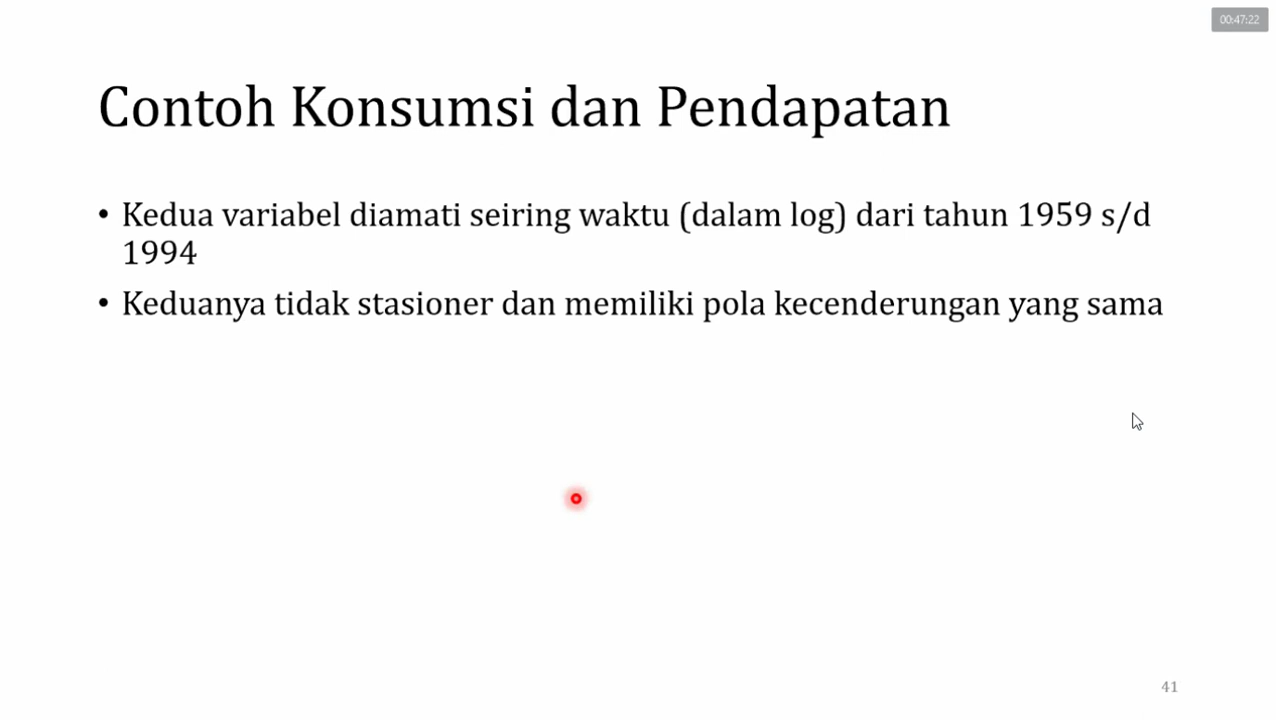 00:47:22
Contoh Konsumsi dan Pendapatan
• Kedua variabel diamati seiring waktu (dalam log) dari tahun 1959 s/d
1994
• Keduanya tidak stasioner dan memiliki pola kecenderungan yang sama
41